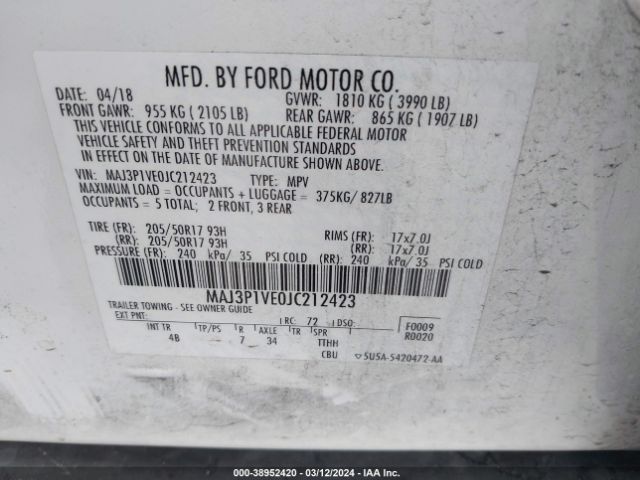 MFD. BY FORD MOTOR CO.
DATE: 04/18 GVWR: 1810 KG ( 3990 LB)
FRONT GAWR: 955 KG ( 2105 LB) REAR GAWR: 865 KG ( 1907 LB)
THIS VEHICLE CONFORMS TO ALL APPLICABLE FEDERAL MOTOR
VEHICLE SAFETY AND THEFT PREVENTION STANDARDS
IN EFFECT ON THE DATE OF MANUFACTURE SHOWN ABOVE.
VIN: MAJ3P1VE0JC212423 TYPE: MPV
MAXIMUM LOAD = OCCUPANTS + LUGGAGE = 375KG/ 827LB
OCCUPANTS = 5 TOTAL; 2 FRONT, 3 REAR
TIRE (FR): 205/50R17 93H RIMS (FR): 17x7.0J
(RR): 205/50R17 93H (RR): 17x7.0J
PRESSURE (FR): 240 kPa/ 35 PSI COLD (RR): 240 kPa/ 35 PSI COLD
MAJ3P1VE0JC212423
TRAILER TOWING - SEE OWNER GUIDE
EXT PNT: RC: 72 DSO: F0009
R0020
INT TR TP/PS R AXLE TR SPR
4B 7 34 TTHH
CBU 5U5A-5420472-AA
000-38952420 - 03/12/2024 - IAA Inc.